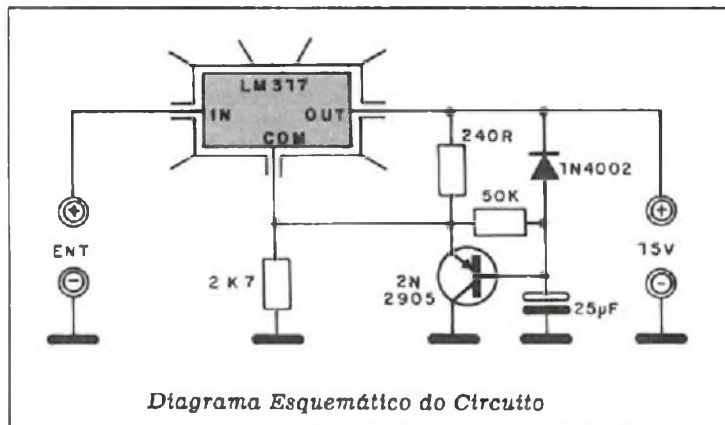 LM317
IN OUT
COM
240R
1N4002
50K
ENT
2K7
2N
2905
25µF
15V
Diagrama Esquemático do Circuito